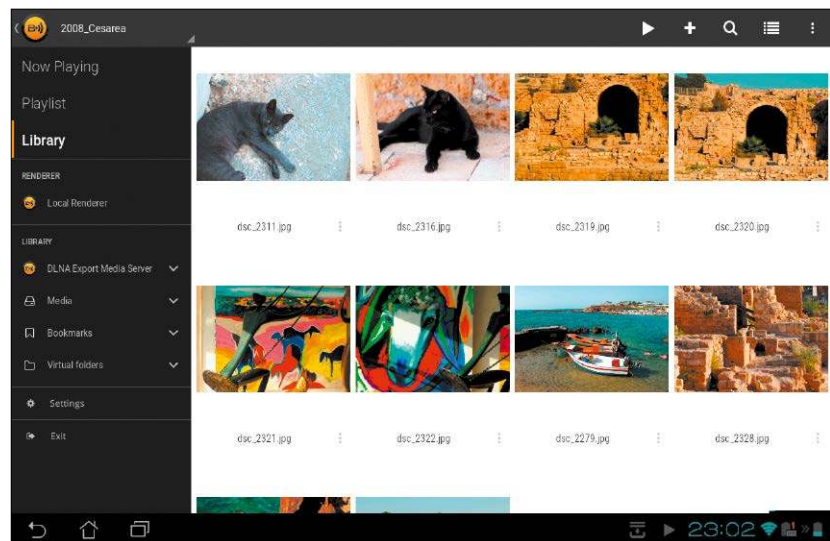 2008_Cesarea
Now Playing
Playlist
Library
RENDERER
Local Renderer
LIBRARY
DLNA Export Media Server
Media
Bookmarks
Virtual folders
Settings
Exit
dsc_2311.jpg
dsc_2316.jpg
dsc_2319.jpg
dsc_2320.jpg
dsc_2321.jpg
dsc_2322.jpg
dsc_2279.jpg
dsc_2328.jpg
23:02